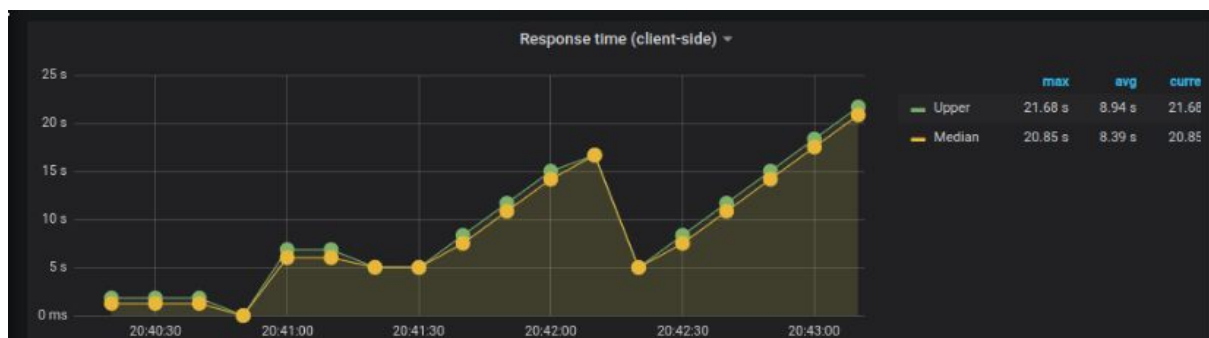 Response time (client-side)
25 s
20 s
15 s
10 s
5 s
0 ms
20:40:30 20:41:00 20:41:30 20:42:00 20:42:30 20:43:00
max avg curre
Upper 21.68 s 8.94 s 21.68
Median 20.85 s 8.39 s 20.85